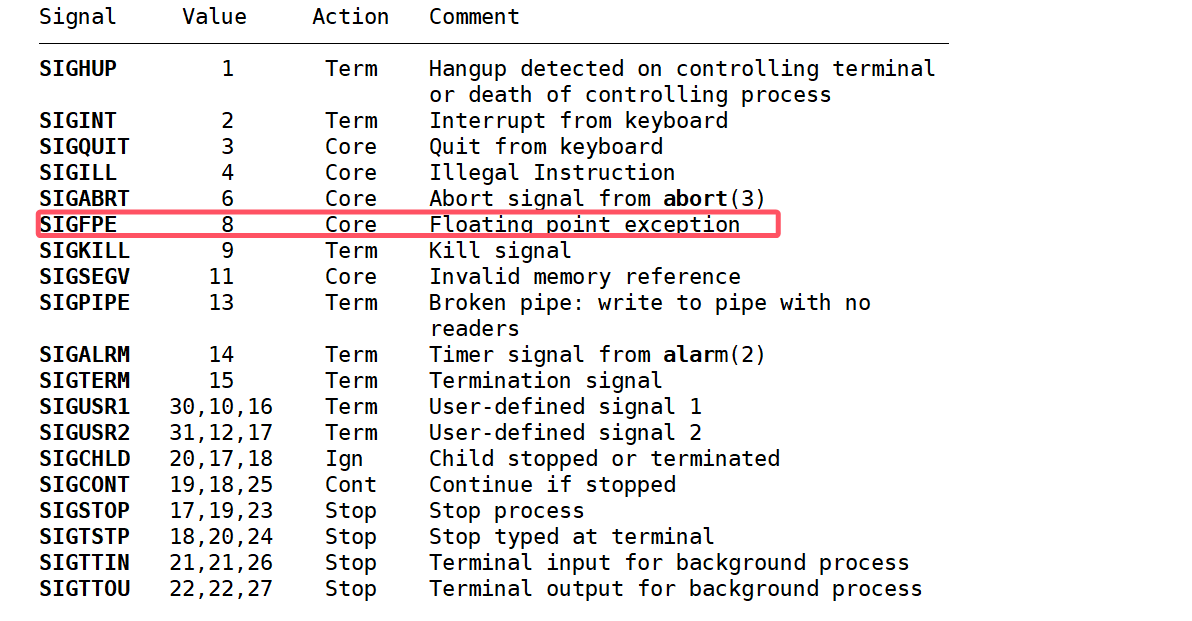 Signal Value Action Comment
SIGHUP 1 Term Hangup detected on controlling terminal
or death of controlling process
SIGINT 2 Term Interrupt from keyboard
SIGQUIT 3 Core Quit from keyboard
SIGILL 4 Core Illegal Instruction
SIGABRT 6 Core Abort signal from abort(3)
SIGFPE 8 Core Floating point exception
SIGKILL 9 Term Kill signal
SIGSEGV 11 Core Invalid memory reference
SIGPIPE 13 Term Broken pipe: write to pipe with no
readers
SIGALRM 14 Term Timer signal from alarm(2)
SIGTERM 15 Term Termination signal
SIGUSR1 30,10,16 Term User-defined signal 1
SIGUSR2 31,12,17 Term User-defined signal 2
SIGCHLD 20,17,18 Ign Child stopped or terminated
SIGCONT 19,18,25 Cont Continue if stopped
SIGSTOP 17,19,23 Stop Stop process
SIGTSTP 18,20,24 Stop Stop typed at terminal
SIGTTIN 21,21,26 Stop Terminal input for background process
SIGTTOU 22,22,27 Stop Terminal output for background process